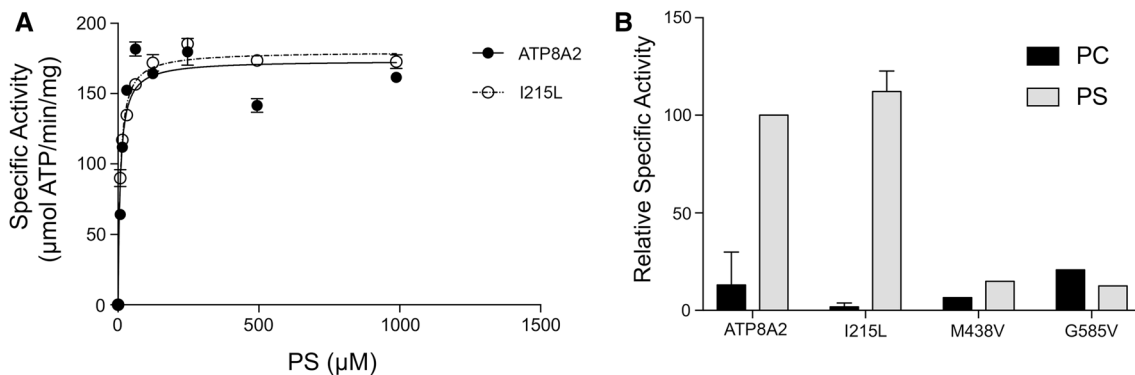 A
Specific Activity
(µmol ATP/min/mg)
200
150
100
50
0
0 500 1000 1500
PS (µM)
ATP8A2
I215L
B
Relative Specific Activity
150
100
50
0
ATP8A2 I215L M438V G585V
PC
PS